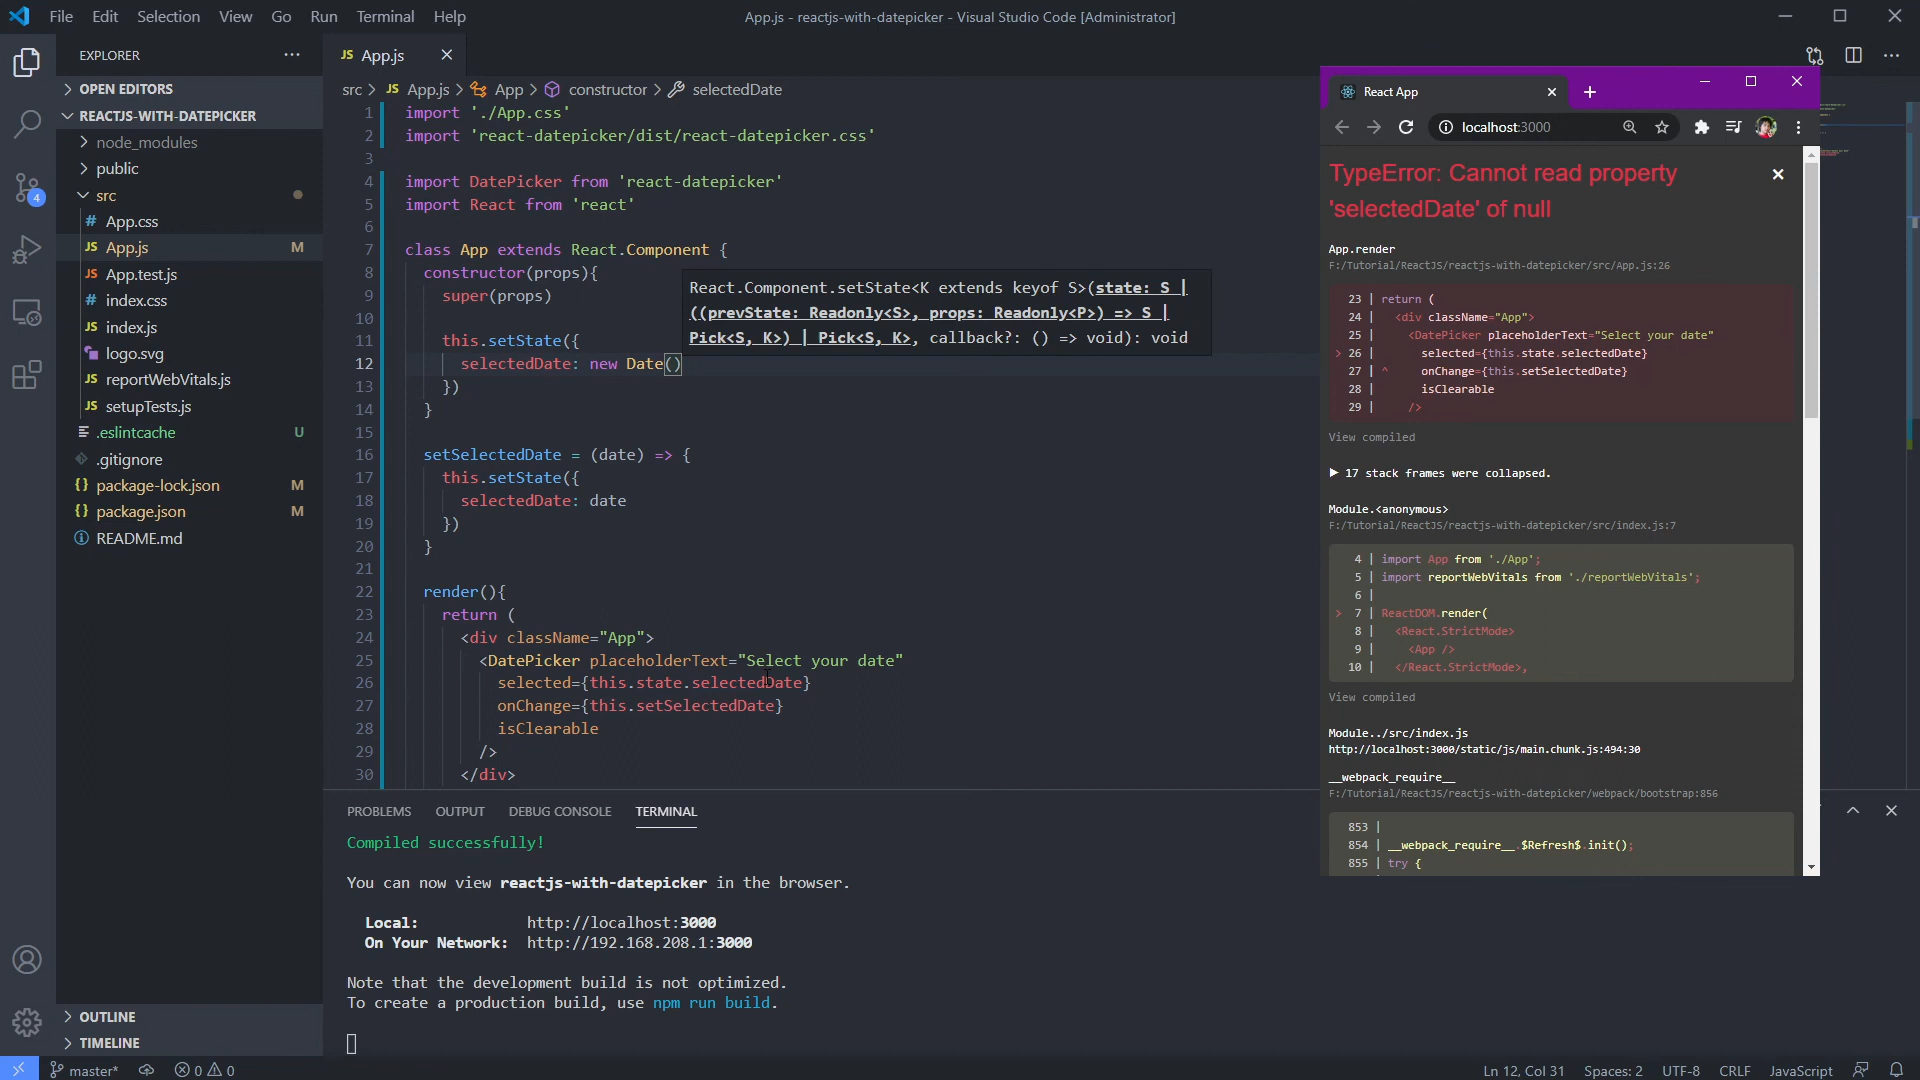 File Edit Selection View Go Run Terminal Help
App.js - reactjs-with-datepicker - Visual Studio Code [Administrator]
EXPLORER
OPEN EDITORS
REACTJS-WITH-DATEPICKER
node_modules
public
src
# App.css
JS App.js M
JS App.test.js
# index.css
JS index.js
logo.svg
JS reportWebVitals.js
JS setupTests.js
.eslintcache U
.gitignore
{} package-lock.json M
{} package.json M
README.md
OUTLINE
TIMELINE
4
JS App.js
src > JS App.js > App > constructor > selectedDate
1 import './App.css'
2 import 'react-datepicker/dist/react-datepicker.css'
3
4 import DatePicker from 'react-datepicker'
5 import React from 'react'
6
7 class App extends React.Component {
8 constructor(props){
9 super(props)
10
11 this.setState({
12 selectedDate: new Date()
13 })
14 }
15
16 setSelectedDate = (date) => {
17 this.setState({
18 selectedDate: date
19 })
20 }
21
22 render(){
23 return (
24 <div className="App">
25 <DatePicker placeholderText="Select your date"
26 selected={this.state.selectedDate}
27 onChange={this.setSelectedDate}
28 isClearable
29 />
30 </div>
React.Component.setState<K extends keyof S>(state: S |
((prevState: Readonly<S>, props: Readonly<P>) => S |
Pick<S, K>) | Pick<S, K>, callback?: () => void): void
PROBLEMS OUTPUT DEBUG CONSOLE TERMINAL
Compiled successfully!
You can now view reactjs-with-datepicker in the browser.
Local: http://localhost:3000
On Your Network: http://192.168.208.1:3000
Note that the development build is not optimized.
To create a production build, use npm run build.
React App
localhost:3000
TypeError: Cannot read property
'selectedDate' of null
App.render
F:/Tutorial/ReactJS/reactjs-with-datepicker/src/App.js:26
23 | return (
24 | <div className="App">
25 | <DatePicker placeholderText="Select your date"
> 26 | selected={this.state.selectedDate}
27 | ^ onChange={this.setSelectedDate}
28 | isClearable
29 | />
View compiled
▶ 17 stack frames were collapsed.
Module.<anonymous>
F:/Tutorial/ReactJS/reactjs-with-datepicker/src/index.js:7
4 | import App from './App';
5 | import reportWebVitals from './reportWebVitals';
6 |
> 7 | ReactDOM.render(
8 | <React.StrictMode>
9 | <App />
10 | </React.StrictMode>,
View compiled
Module../src/index.js
http://localhost:3000/static/js/main.chunk.js:494:30
__webpack_require__
F:/Tutorial/ReactJS/reactjs-with-datepicker/webpack/bootstrap:856
853 |
854 | __webpack_require__.$Refresh$.init();
855 | try {
master* 0 0
Ln 12, Col 31 Spaces: 2 UTF-8 CRLF JavaScript